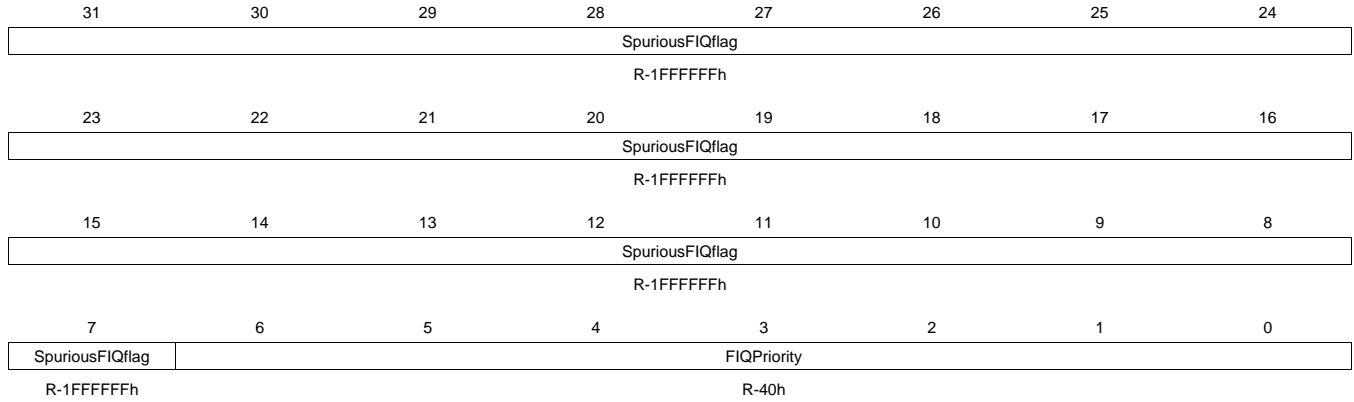 31 30 29 28 27 26 25 24
SpuriousFIQflag
R-1FFFFFFh
23 22 21 20 19 18 17 16
SpuriousFIQflag
R-1FFFFFFh
15 14 13 12 11 10 9 8
SpuriousFIQflag
R-1FFFFFFh
7 6 5 4 3 2 1 0
SpuriousFIQflag FIQPriority
R-1FFFFFFh R-40h